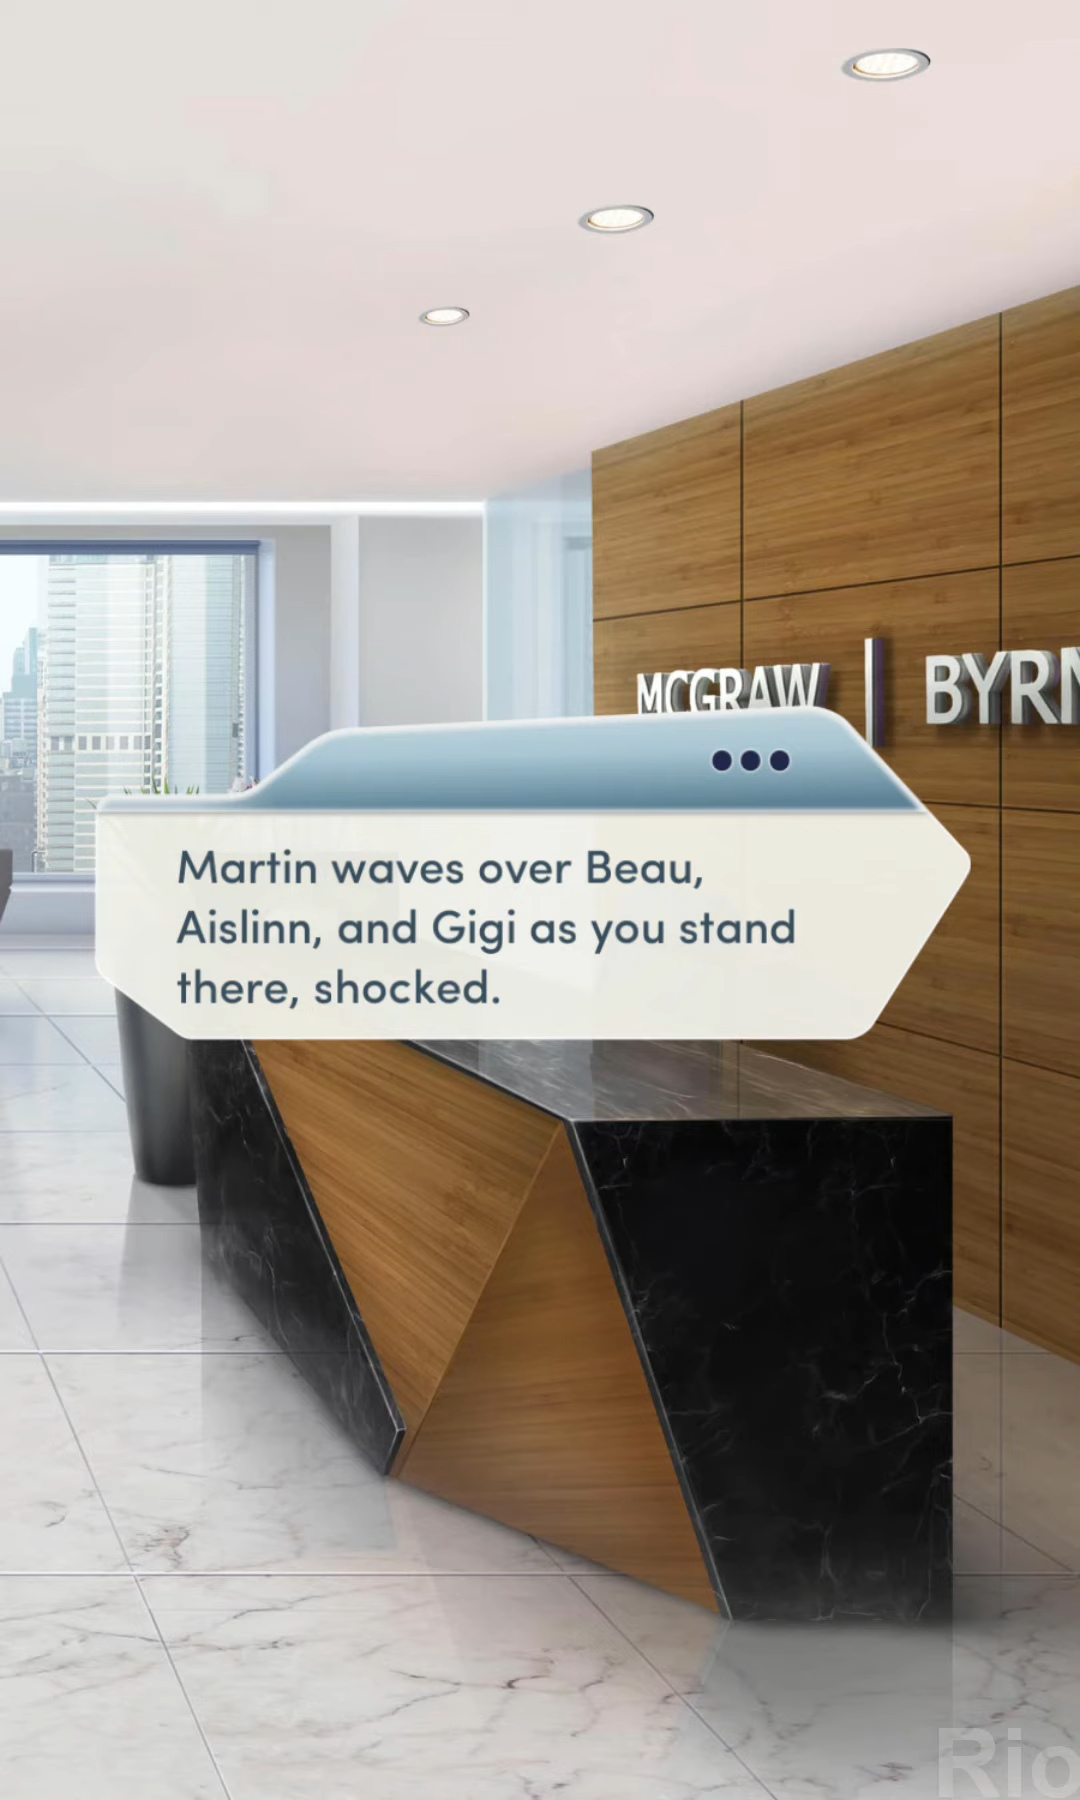 MCGRAW | BYRN
•••
Martin waves over Beau,
Aislinn, and Gigi as you stand
there, shocked.
Rio